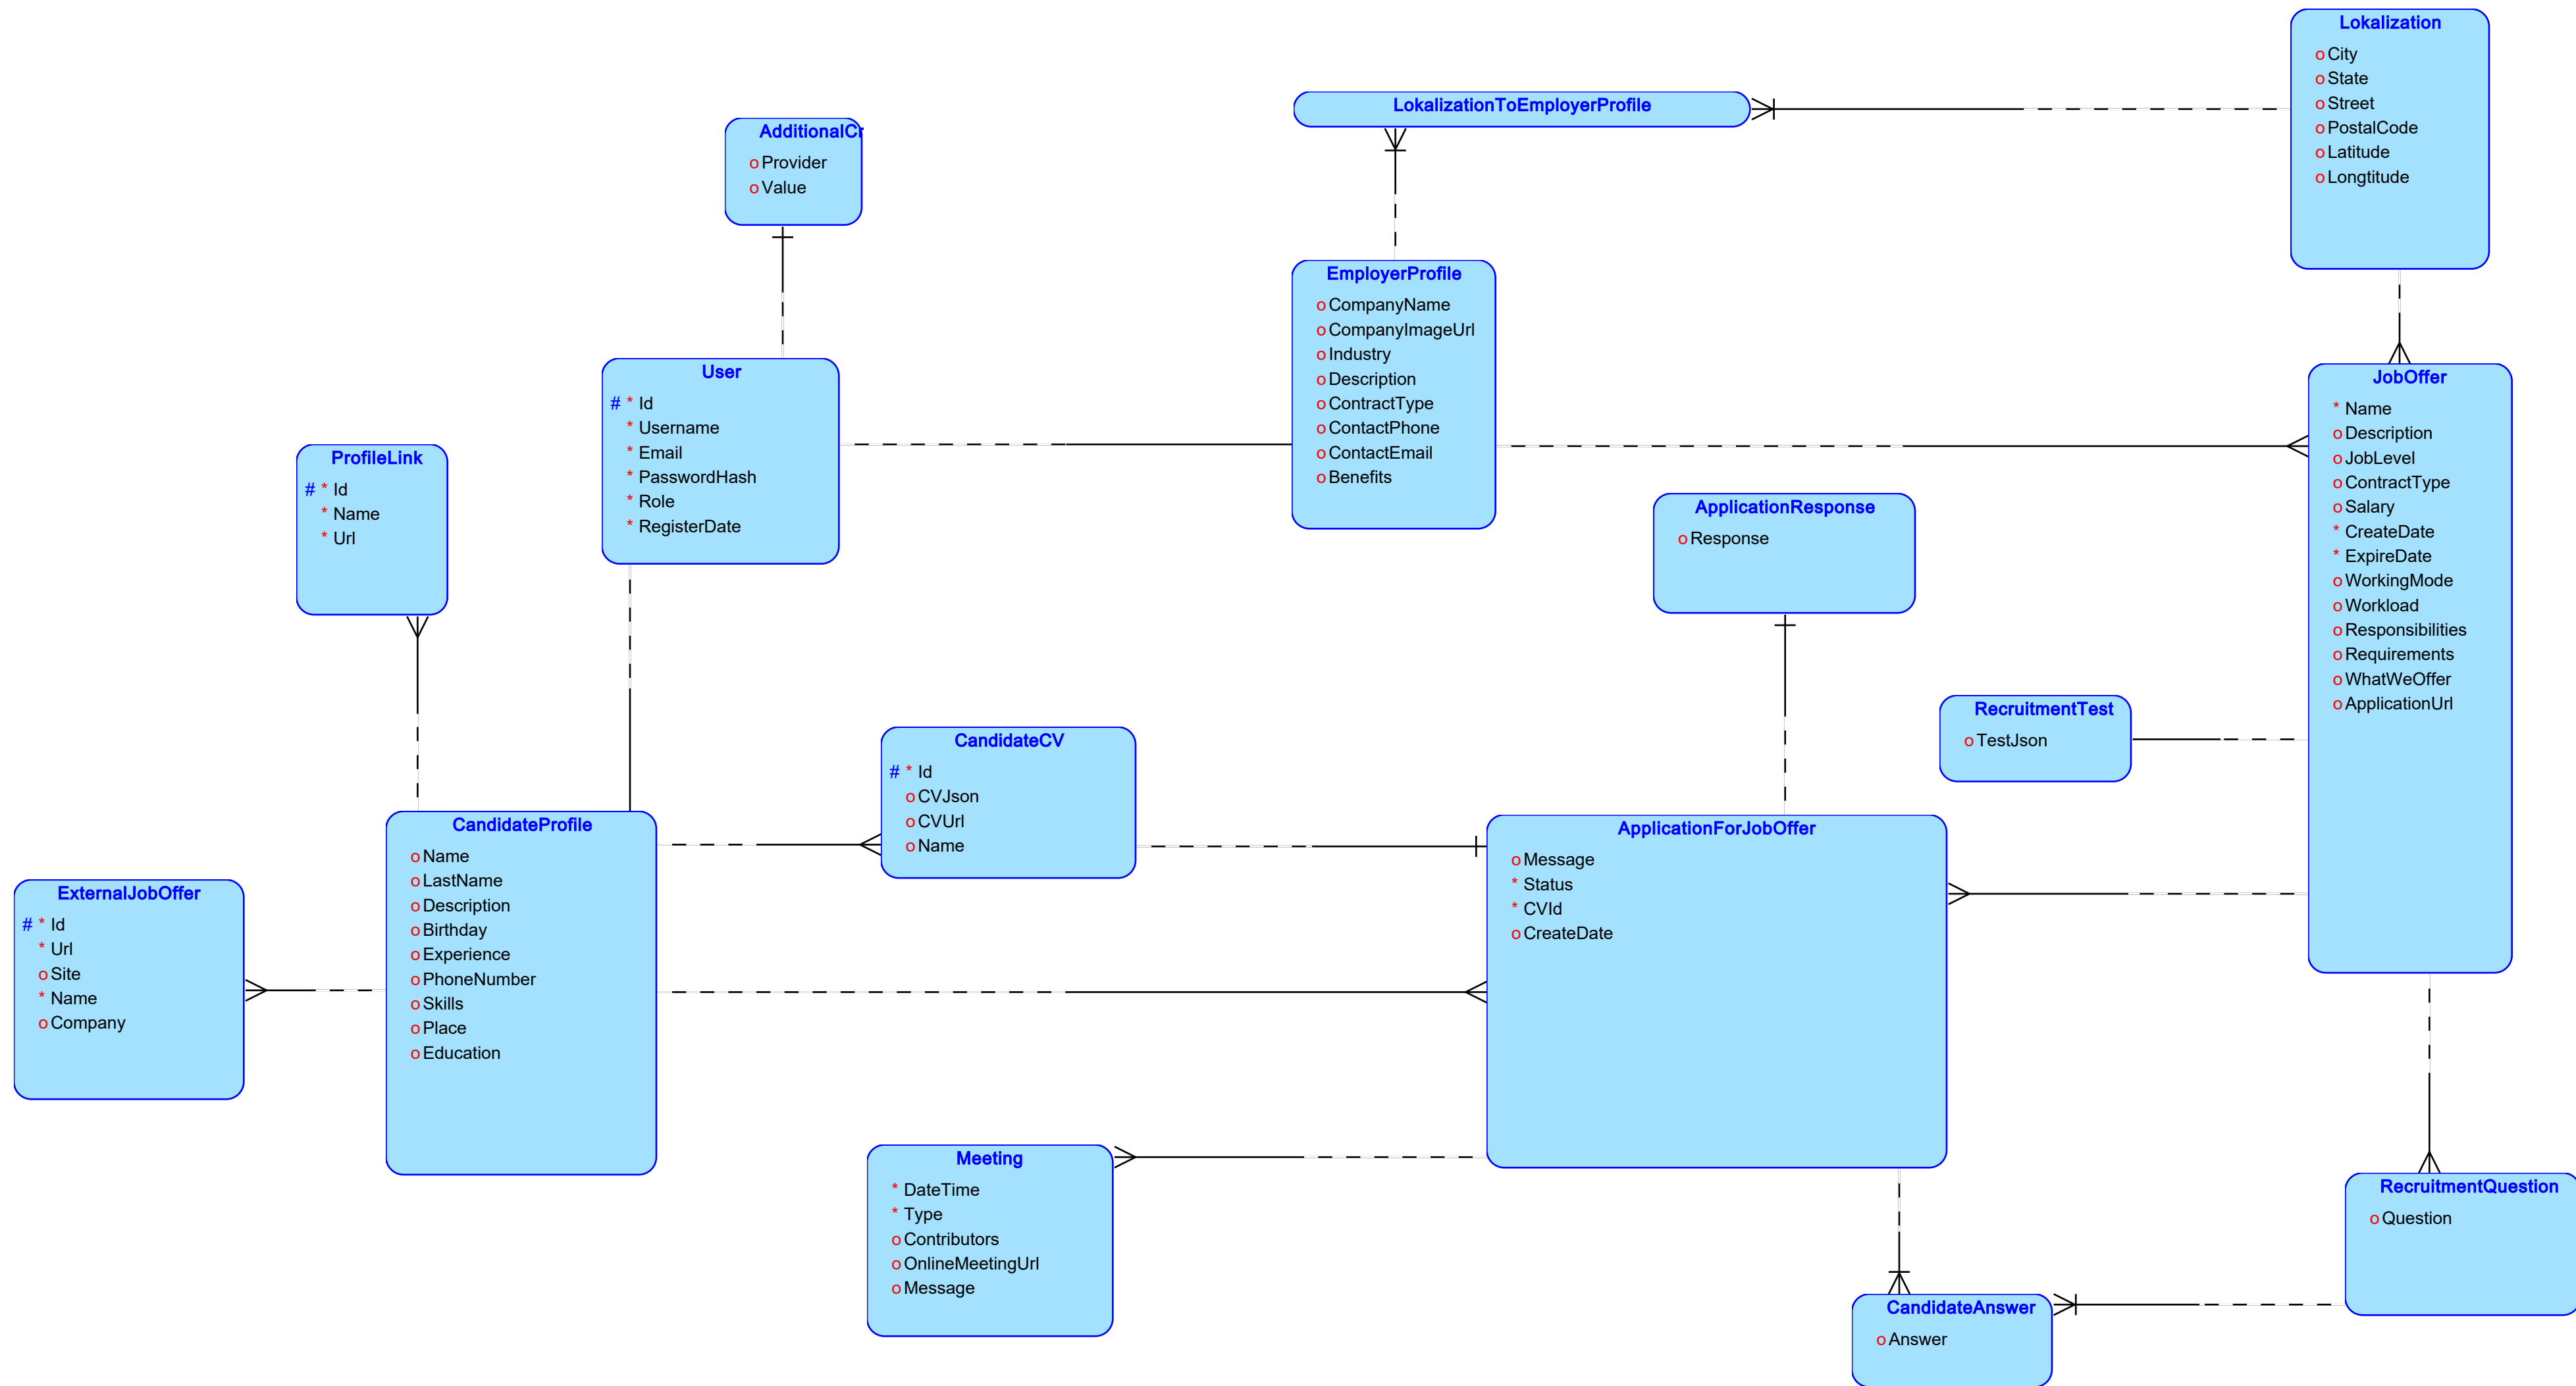 Lokalization
o City
o State
o Street
o PostalCode
o Latitude
o Longtitude
LokalizationToEmployerProfile
AdditionalCr
o Provider
o Value
EmployerProfile
o CompanyName
o CompanyImageUrl
o Industry
o Description
o ContractType
o ContactPhone
o ContactEmail
o Benefits
User
# * Id
* Username
* Email
* PasswordHash
* Role
* RegisterDate
JobOffer
* Name
o Description
o JobLevel
o ContractType
o Salary
* CreateDate
* ExpireDate
o WorkingMode
o Workload
o Responsibilities
o Requirements
o WhatWeOffer
o ApplicationUrl
ProfileLink
# * Id
* Name
* Url
ApplicationResponse
o Response
RecruitmentTest
o TestJson
CandidateCV
# * Id
o CVJson
o CVUrl
o Name
CandidateProfile
o Name
o LastName
o Description
o Birthday
o Experience
o PhoneNumber
o Skills
o Place
o Education
ApplicationForJobOffer
o Message
* Status
* CVId
o CreateDate
ExternalJobOffer
# * Id
* Url
o Site
* Name
o Company
Meeting
* DateTime
* Type
o Contributors
o OnlineMeetingUrl
o Message
RecruitmentQuestion
o Question
CandidateAnswer
o Answer